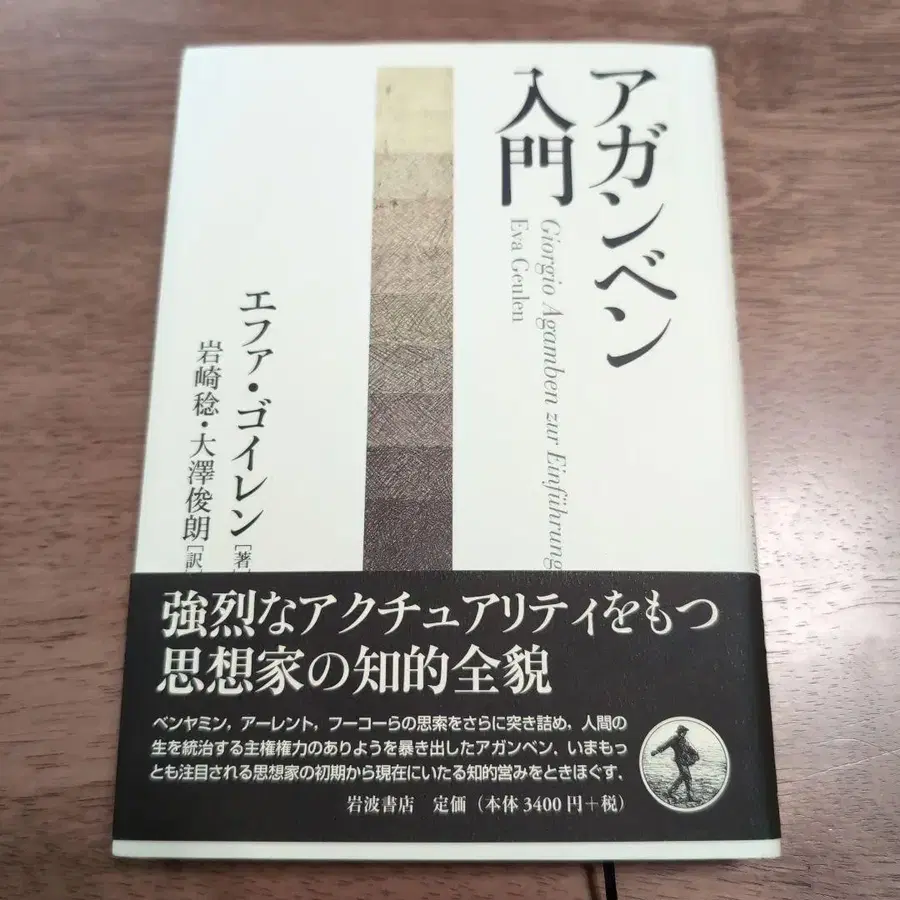 アガンベン
入門
Giorgio Agamben zur Einführung
Eva Geulen
エファ・ゴイレン[著]
岩崎稔・大澤俊朗[訳]
強烈なアクチュアリティをもつ
思想家の知的全貌
ベンヤミン，アーレント，フーコーらの思索をさらに突き詰め，人間の
生を統治する主権権力のありようを暴き出したアガンベン．いまもっ
とも注目される思想家の初期から現在にいたる知的営みをときほぐす．
岩波書店 定価（本体3400円＋税）